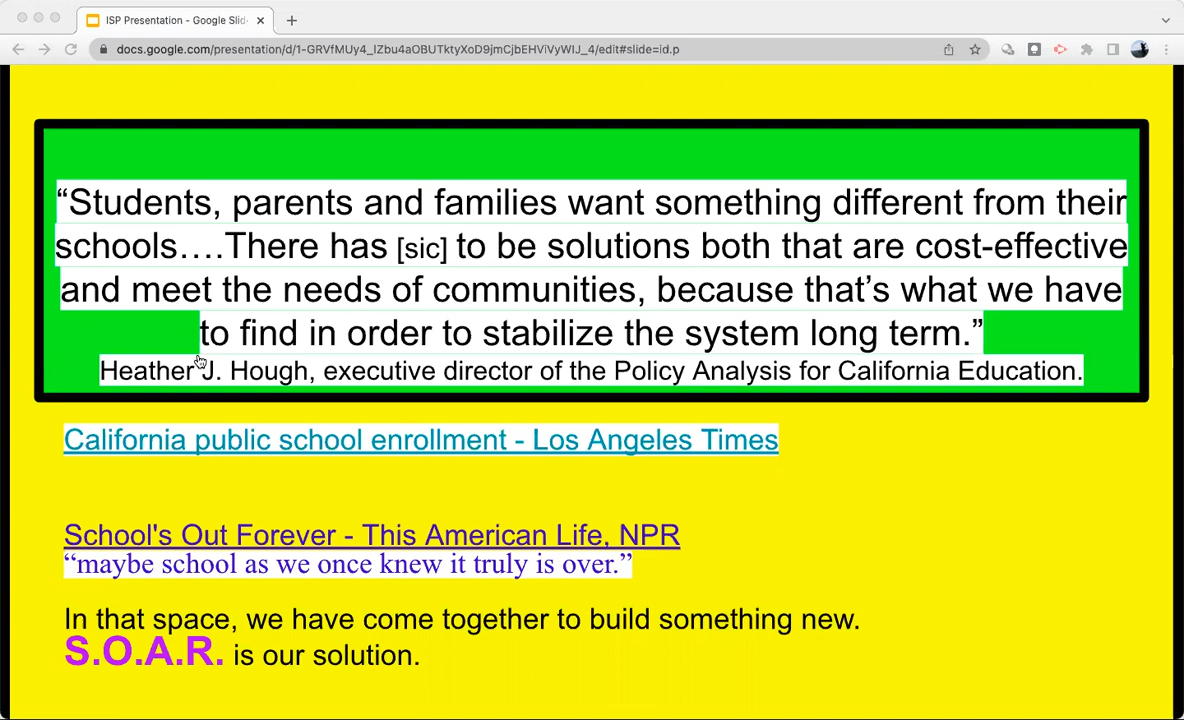 ISP Presentation - Google Slid
docs.google.com/presentation/d/1-GRVfMUy4_IZbu4aOBUTktyXoD9jmCjbEHViVyWIJ_4/edit#slide=id.p
“Students, parents and families want something different from their
schools….There has [sic] to be solutions both that are cost-effective
and meet the needs of communities, because that’s what we have
to find in order to stabilize the system long term.”
Heather J. Hough, executive director of the Policy Analysis for California Education.
California public school enrollment - Los Angeles Times
School's Out Forever - This American Life, NPR
“maybe school as we once knew it truly is over.”
In that space, we have come together to build something new.
S.O.A.R. is our solution.